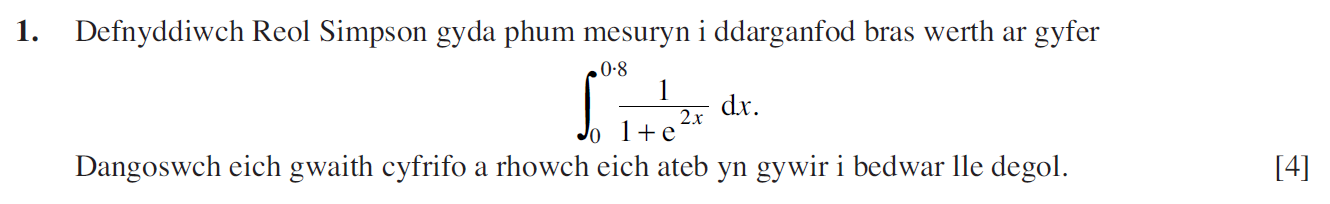 1. Defnyddiwch Reol Simpson gyda phum mesuryn i ddarganfod bras werth ar gyfer
∫₀^0·8 1/(1 + e^2x) dx.
Dangoswch eich gwaith cyfrifo a rhowch eich ateb yn gywir i bedwar lle degol. [4]